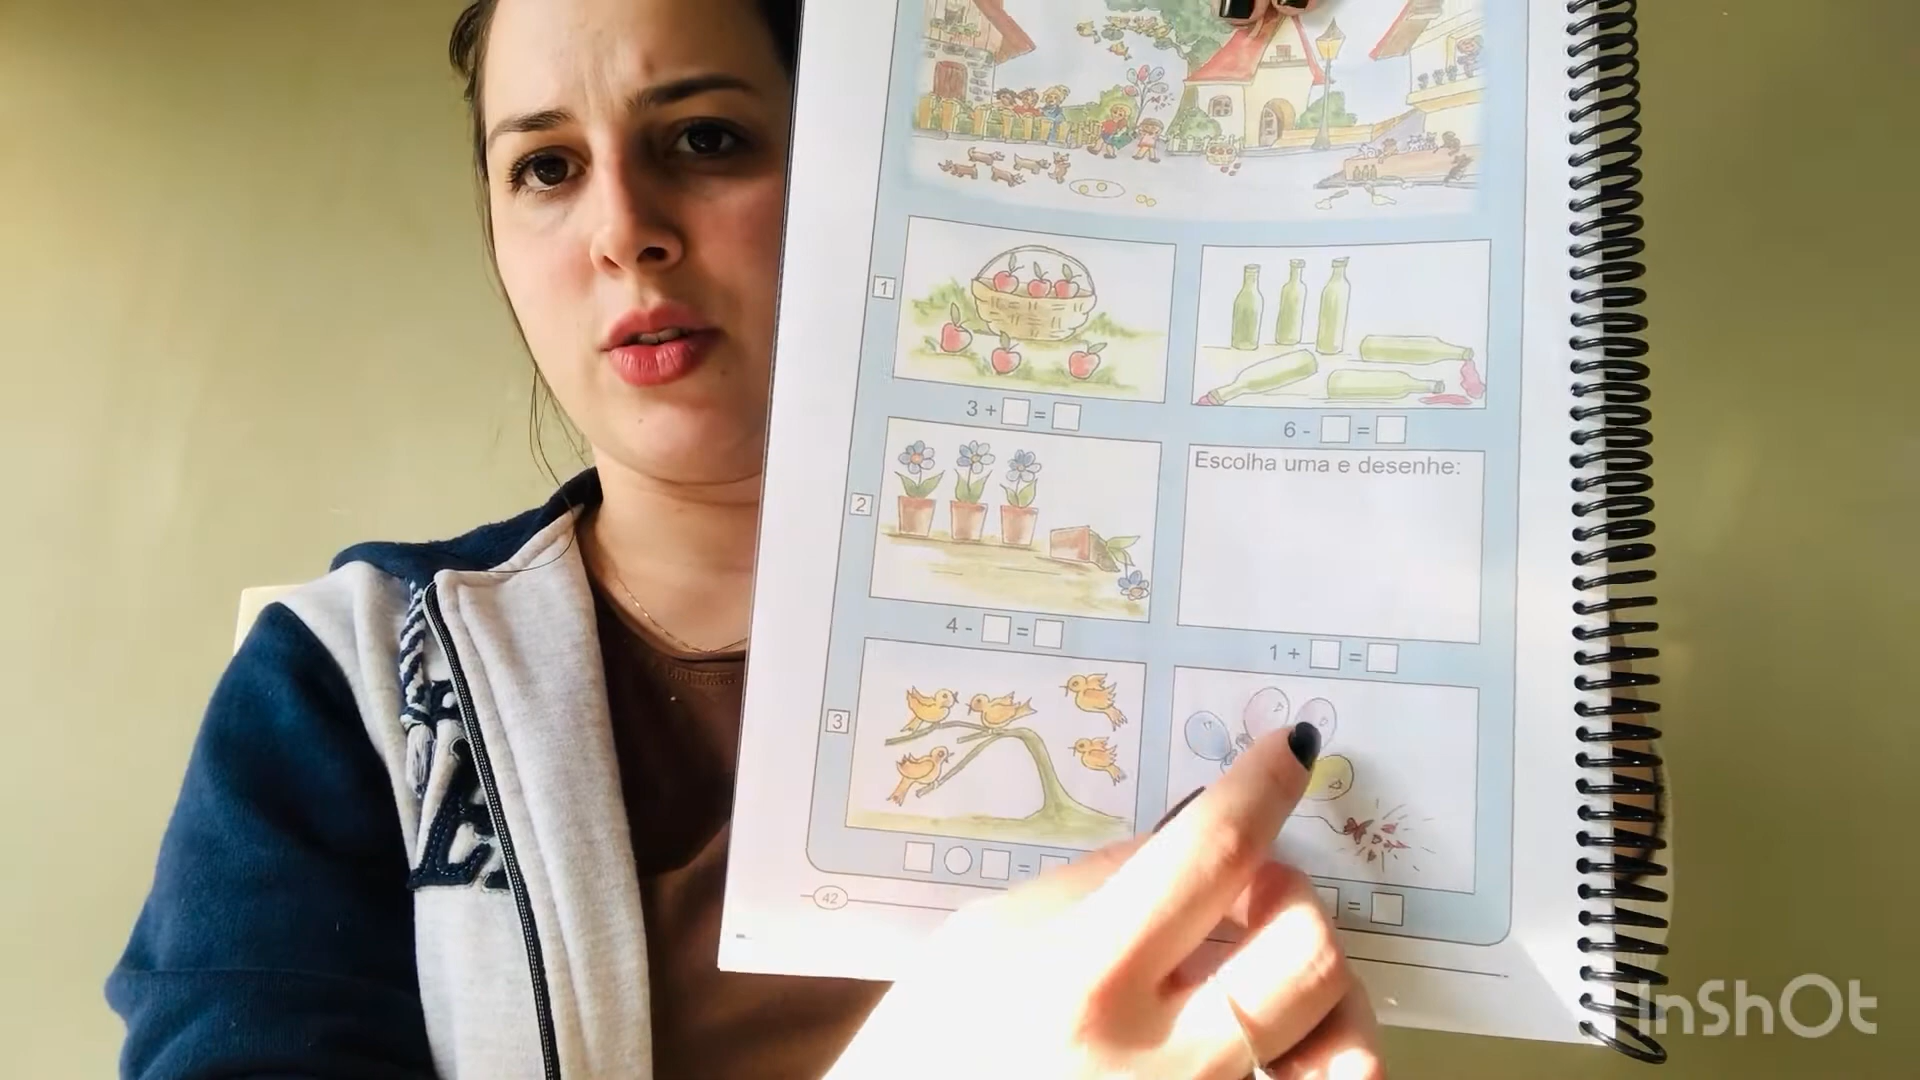 1
3 + =
6 - =
2
Escolha uma e desenhe:
4 - =
1 + =
3
=
=
42
InShOt